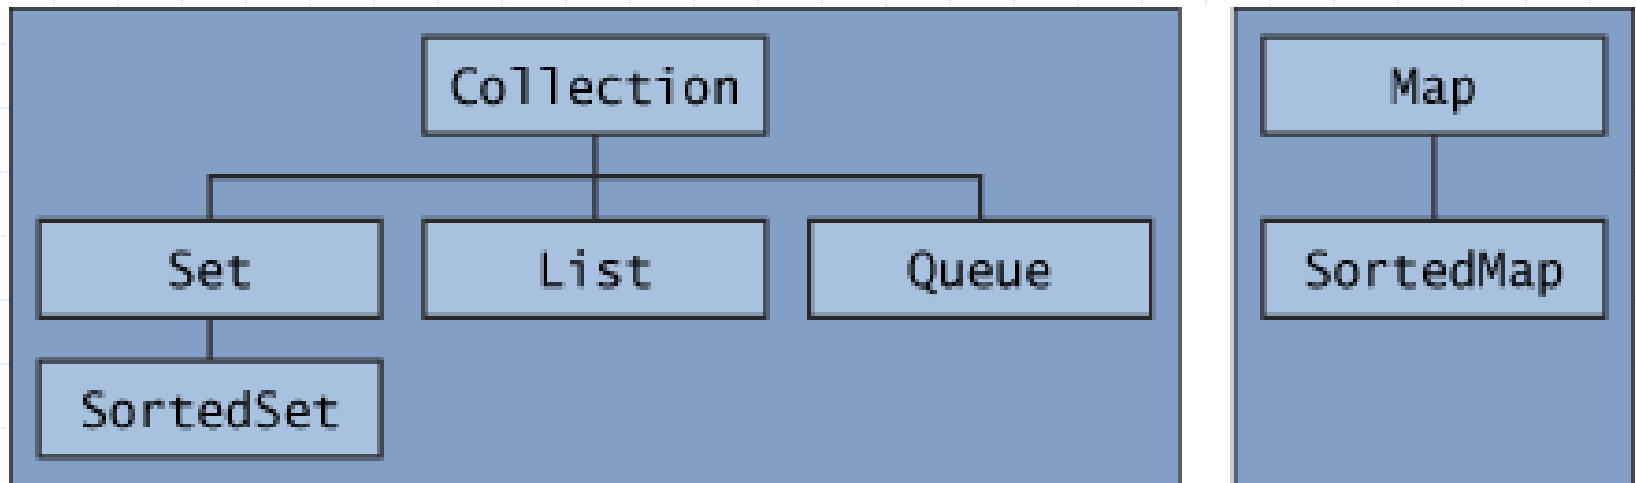 Collection
Map
Set
List
Queue
SortedMap
SortedSet